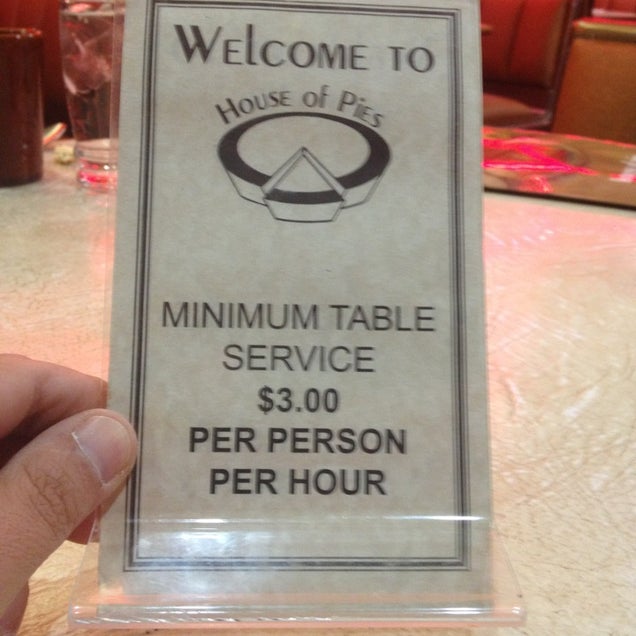 WELCOME TO
HOUSE of PIES
MINIMUM TABLE
SERVICE
$3.00
PER PERSON
PER HOUR